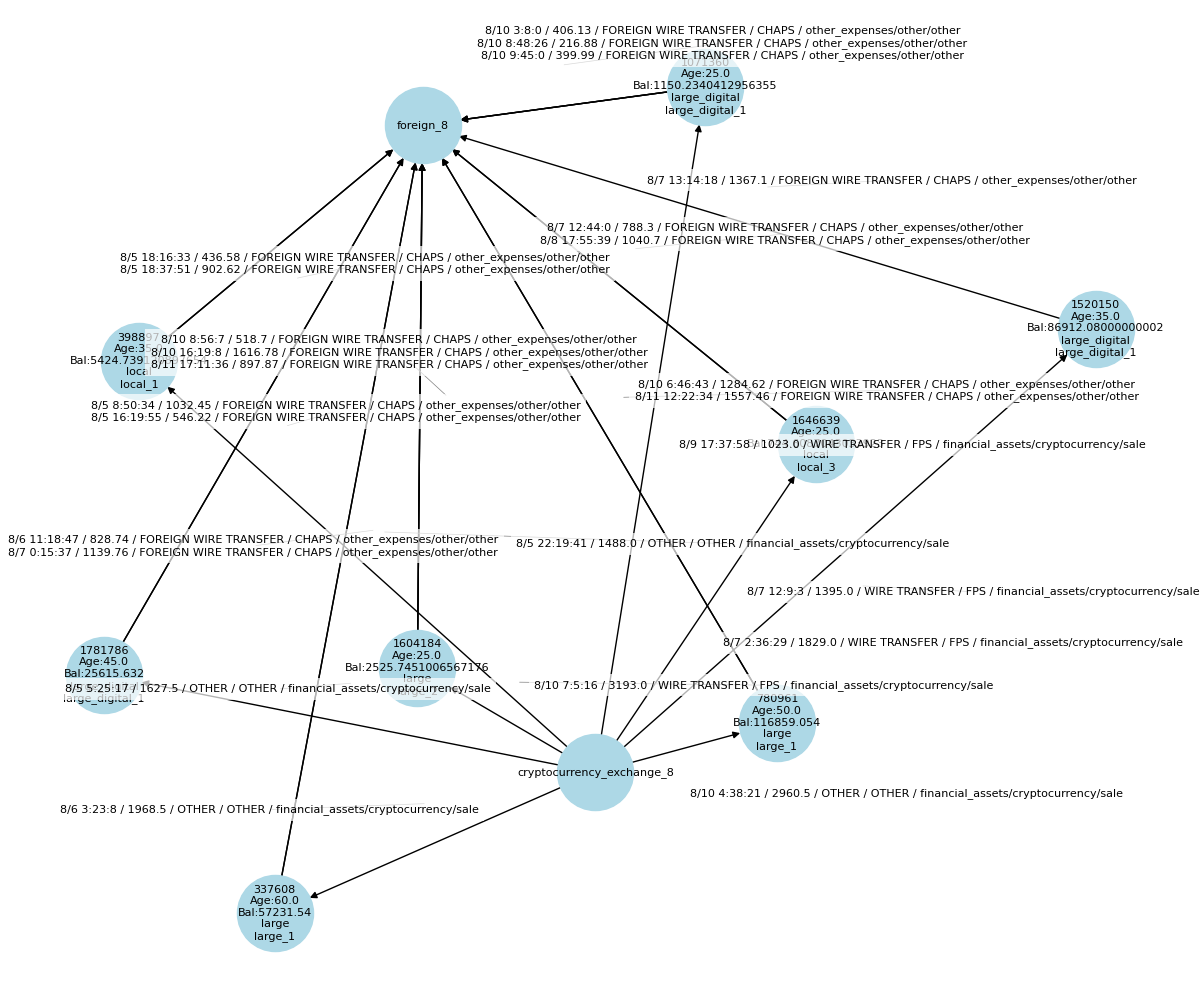 8/10 3:8:0 / 406.13 / FOREIGN WIRE TRANSFER / CHAPS / other_expenses/other/other
8/10 8:48:26 / 216.88 / FOREIGN WIRE TRANSFER / CHAPS / other_expenses/other/other
8/10 9:45:0 / 399.99 / FOREIGN WIRE TRANSFER / CHAPS / other_expenses/other/other
1071360
Age:25.0
Bal:1150.2340412956355
large_digital
large_digital_1
foreign_8
8/7 13:14:18 / 1367.1 / FOREIGN WIRE TRANSFER / CHAPS / other_expenses/other/other
8/7 12:44:0 / 788.3 / FOREIGN WIRE TRANSFER / CHAPS / other_expenses/other/other
8/8 17:55:39 / 1040.7 / FOREIGN WIRE TRANSFER / CHAPS / other_expenses/other/other
8/5 18:16:33 / 436.58 / FOREIGN WIRE TRANSFER / CHAPS / other_expenses/other/other
8/5 18:37:51 / 902.62 / FOREIGN WIRE TRANSFER / CHAPS / other_expenses/other/other
1520150
Age:35.0
Bal:86912.08000000002
large_digital
large_digital_1
398897
Age:35.0
local
local_1
8/10 8:56:7 / 518.7 / FOREIGN WIRE TRANSFER / CHAPS / other_expenses/other/other
8/10 16:19:8 / 1616.78 / FOREIGN WIRE TRANSFER / CHAPS / other_expenses/other/other
8/11 17:11:36 / 897.87 / FOREIGN WIRE TRANSFER / CHAPS / other_expenses/other/other
8/10 6:46:43 / 1284.62 / FOREIGN WIRE TRANSFER / CHAPS / other_expenses/other/other
8/11 12:22:34 / 1557.46 / FOREIGN WIRE TRANSFER / CHAPS / other_expenses/other/other
8/5 8:50:34 / 1032.45 / FOREIGN WIRE TRANSFER / CHAPS / other_expenses/other/other
8/5 16:19:55 / 546.22 / FOREIGN WIRE TRANSFER / CHAPS / other_expenses/other/other
1646639
Age:25.0
local
local_3
8/9 17:37:58 / 1023.0 / WIRE TRANSFER / FPS / financial_assets/cryptocurrency/sale
8/6 11:18:47 / 828.74 / FOREIGN WIRE TRANSFER / CHAPS / other_expenses/other/other
8/7 0:15:37 / 1139.76 / FOREIGN WIRE TRANSFER / CHAPS / other_expenses/other/other
8/5 22:19:41 / 1488.0 / OTHER / OTHER / financial_assets/cryptocurrency/sale
8/7 12:9:3 / 1395.0 / WIRE TRANSFER / FPS / financial_assets/cryptocurrency/sale
8/7 2:36:29 / 1829.0 / WIRE TRANSFER / FPS / financial_assets/cryptocurrency/sale
1781786
Age:45.0
Bal:25615.632
large_digital_1
1604184
Age:25.0
Bal:2525.7451006567176
large
8/5 5:25:17 / 1627.5 / OTHER / OTHER / financial_assets/cryptocurrency/sale
8/10 7:5:16 / 3193.0 / WIRE TRANSFER / FPS / financial_assets/cryptocurrency/sale
780961
Age:50.0
Bal:116859.054
large
large_1
cryptocurrency_exchange_8
8/10 4:38:21 / 2960.5 / OTHER / OTHER / financial_assets/cryptocurrency/sale
8/6 3:23:8 / 1968.5 / OTHER / OTHER / financial_assets/cryptocurrency/sale
337608
Age:60.0
Bal:57231.54
large
large_1